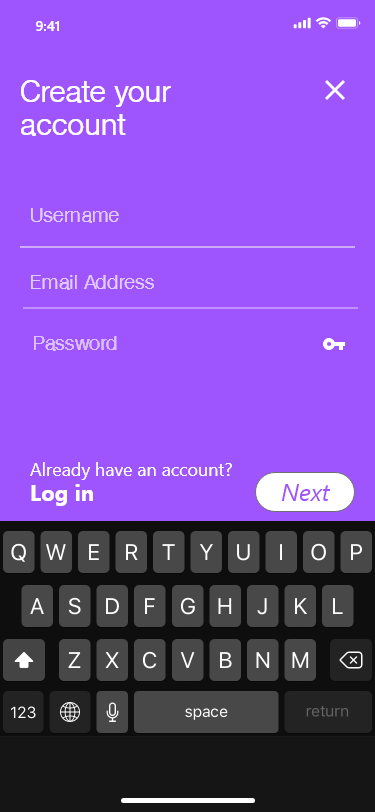 9:41
Create your
account
Username
Email Address
Password
Already have an account?
Log in
Next
Q W E R T Y U I O P
A S D F G H J K L
Z X C V B N M
123 space return